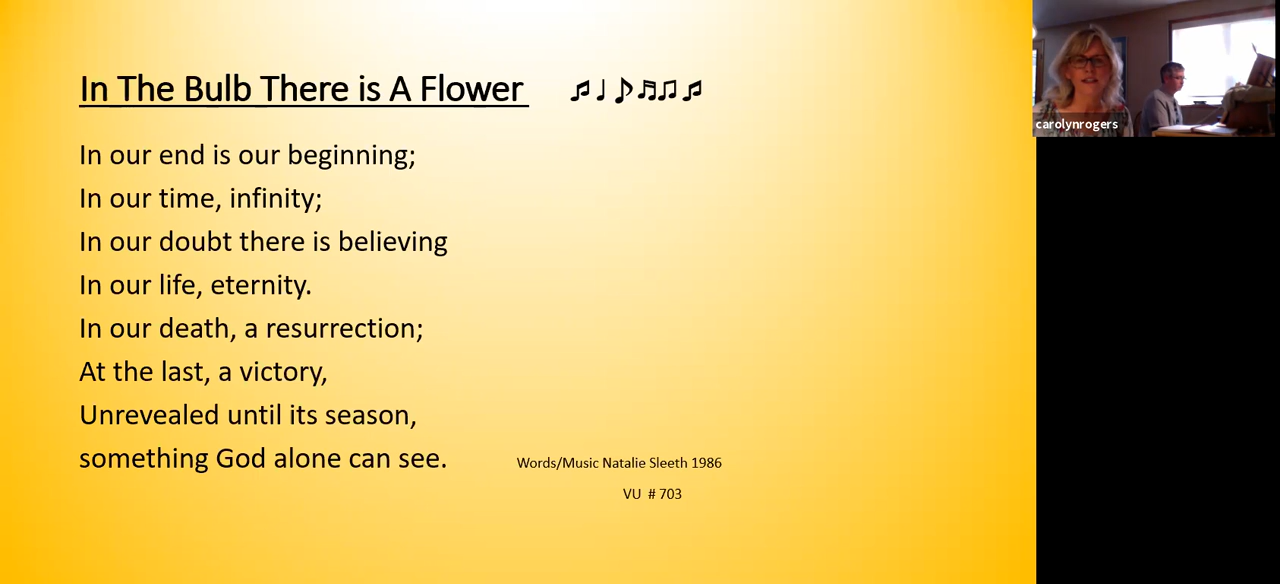 In The Bulb There is A Flower ♫♩♪♬♫♫
In our end is our beginning;
In our time, infinity;
In our doubt there is believing
In our life, eternity.
In our death, a resurrection;
At the last, a victory,
Unrevealed until its season,
something God alone can see.
Words/Music Natalie Sleeth 1986
VU # 703
carolynrogers